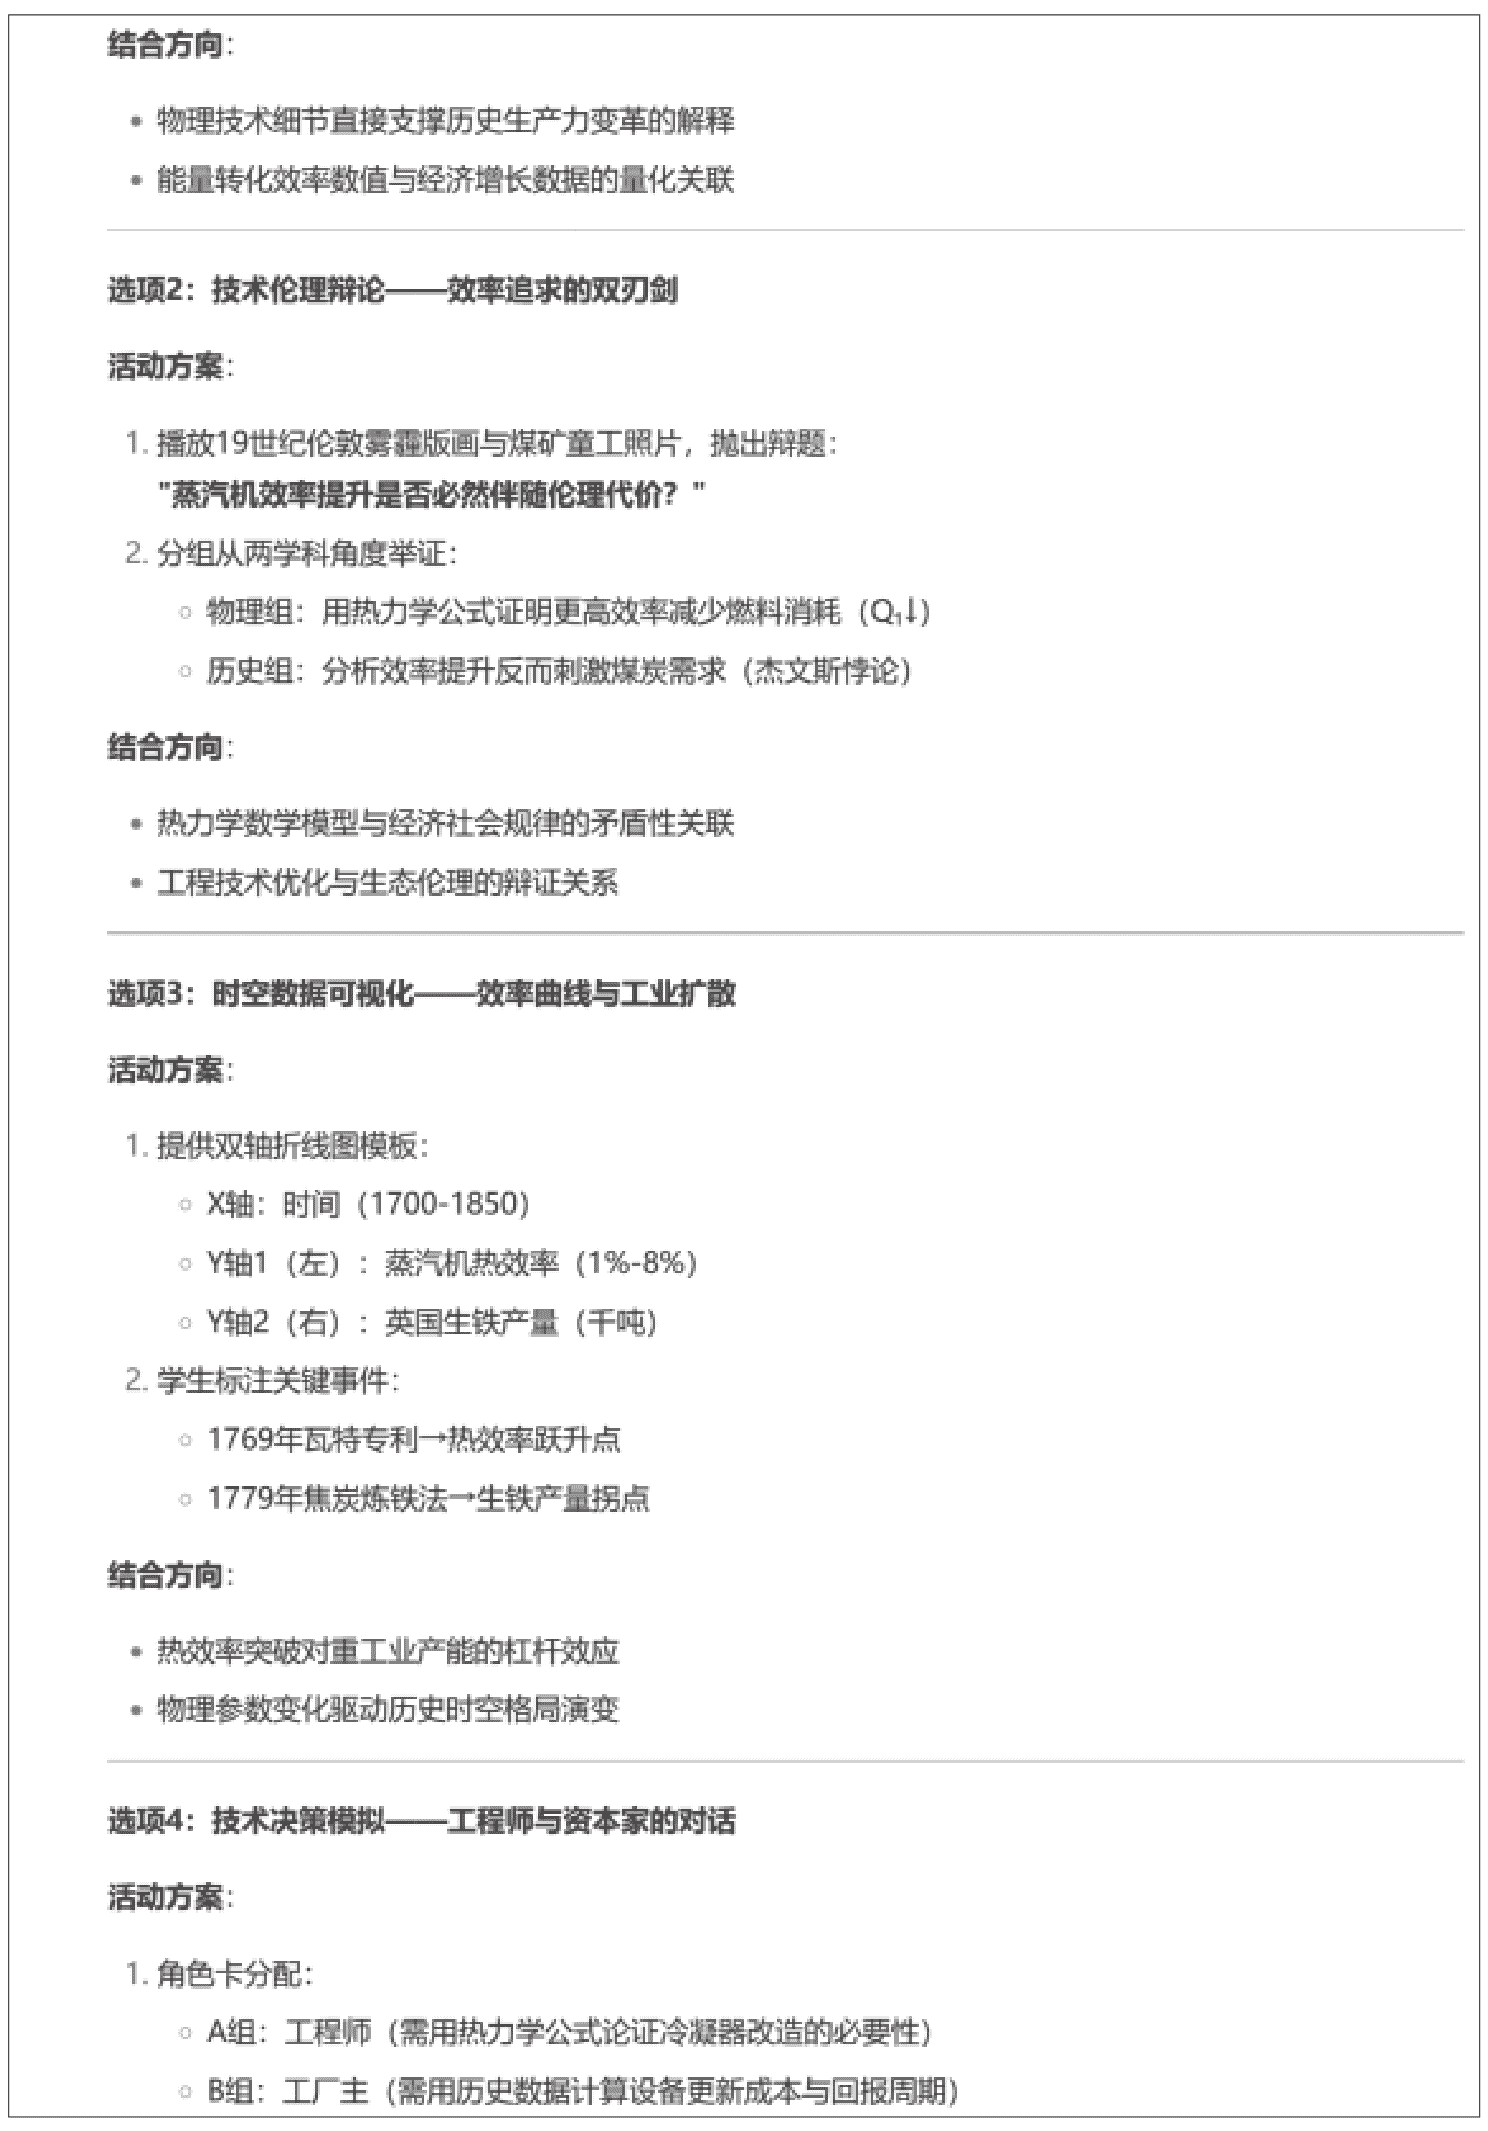 结合方向：
• 物理技术细节直接支撑历史生产力变革的解释
• 能量转化效率数值与经济增长数据的量化关联
选项2：技术伦理辩论——效率追求的双刃剑
活动方案：
1. 播放19世纪伦敦雾霾版画与煤矿童工照片，抛出辩题：
"蒸汽机效率提升是否必然伴随伦理代价？"
2. 分组从两学科角度举证：
○ 物理组：用热力学公式证明更高效率减少燃料消耗（Q₁↓）
○ 历史组：分析效率提升反而刺激煤炭需求（杰文斯悖论）
结合方向：
• 热力学数学模型与经济社会规律的矛盾性关联
• 工程技术优化与生态伦理的辩证关系
选项3：时空数据可视化——效率曲线与工业扩散
活动方案：
1. 提供双轴折线图模板：
○ X轴：时间（1700-1850）
○ Y轴1（左）：蒸汽机热效率（1%-8%）
○ Y轴2（右）：英国生铁产量（千吨）
2. 学生标注关键事件：
○ 1769年瓦特专利→热效率跃升点
○ 1779年焦炭炼铁法→生铁产量拐点
结合方向：
• 热效率突破对重工业产能的杠杆效应
• 物理参数变化驱动历史时空格局演变
选项4：技术决策模拟——工程师与资本家的对话
活动方案：
1. 角色卡分配：
○ A组：工程师（需用热力学公式论证冷凝器改造的必要性）
○ B组：工厂主（需用历史数据计算设备更新成本与回报周期）